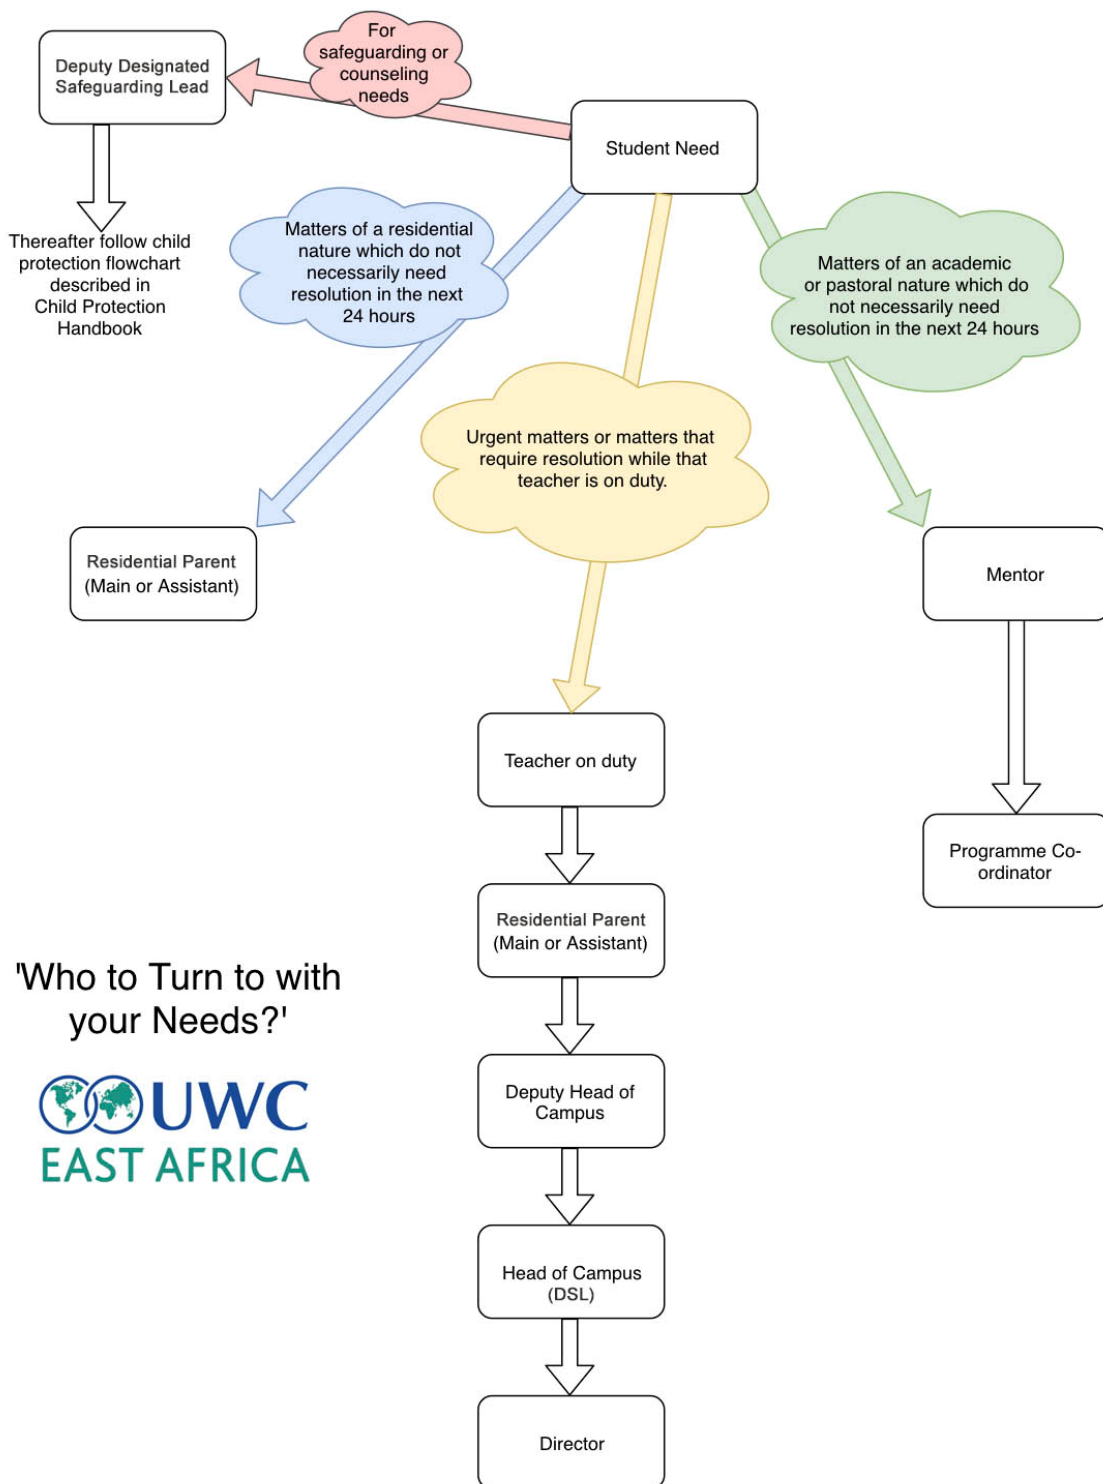 For
safeguarding or
counseling
needs
Deputy Designated
Safeguarding Lead
Student Need
Thereafter follow child
protection flowchart
described in
Child Protection
Handbook
Matters of a residential
nature which do not
necessarily need
resolution in the next
24 hours
Matters of an academic
or pastoral nature which do
not necessarily need
resolution in the next 24 hours
Urgent matters or matters that
require resolution while that
teacher is on duty.
Residential Parent
(Main or Assistant)
Mentor
Teacher on duty
Programme Co-
ordinator
Residential Parent
(Main or Assistant)
'Who to Turn to with
your Needs?'
UWC
EAST AFRICA
Deputy Head of
Campus
Head of Campus
(DSL)
Director